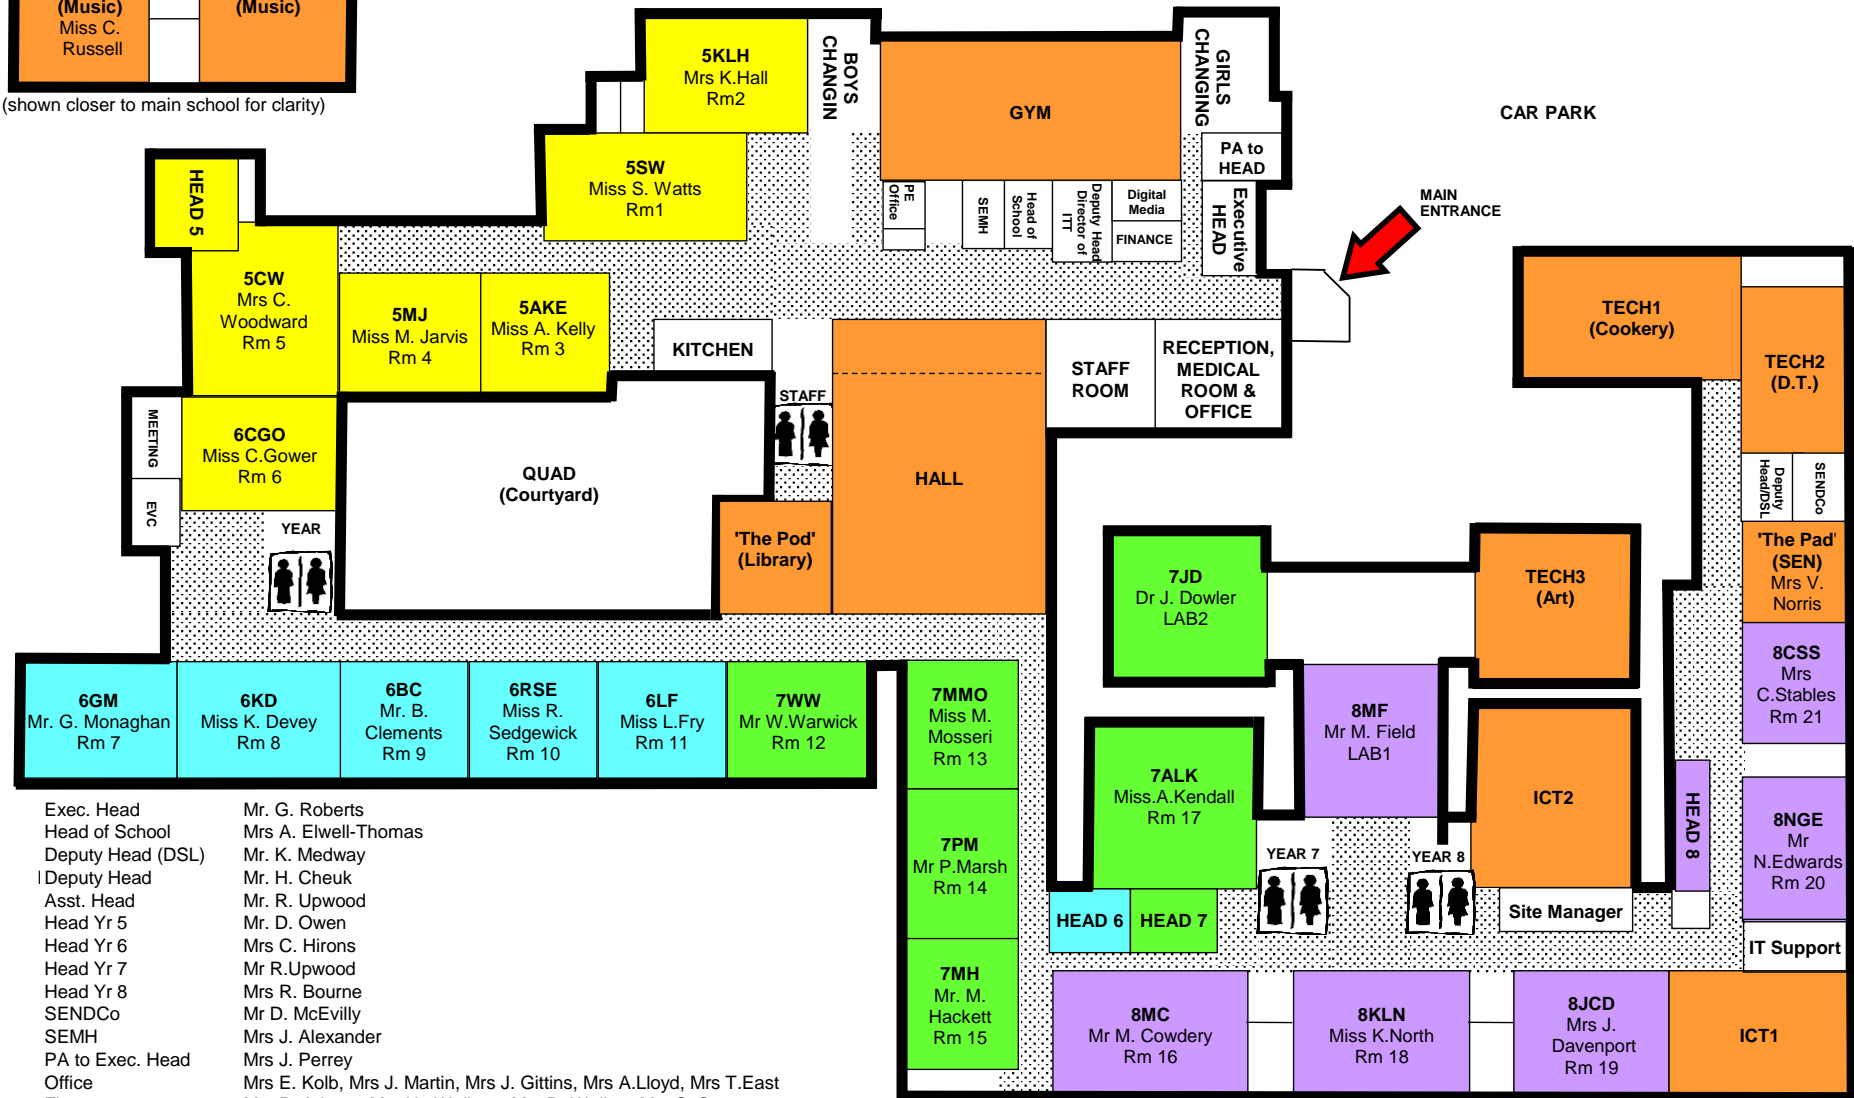 (Music)
Miss C.
Russell
(Music)
(shown closer to main school for clarity)
5KLH
Mrs K.Hall
Rm2
BOYS
CHANGIN
GYM
GIRLS
CHANGING
CAR PARK
PA to
HEAD
Executive
HEAD
MAIN
ENTRANCE
HEAD 5
5SW
Miss S. Watts
Rm1
PE
Office
SEMH
Head of
School
Deputy Head
Director of
ITT
Digital
Media
FINANCE
5CW
Mrs C.
Woodward
Rm 5
5MJ
Miss M. Jarvis
Rm 4
5AKE
Miss A. Kelly
Rm 3
KITCHEN
STAFF
ROOM
RECEPTION,
MEDICAL
ROOM &
OFFICE
TECH1
(Cookery)
TECH2
(D.T.)
STAFF
MEETING
EVC
6CGO
Miss C.Gower
Rm 6
QUAD
(Courtyard)
HALL
Deputy
Head/DSL
SENDCo
YEAR
'The Pod'
(Library)
7JD
Dr J. Dowler
LAB2
TECH3
(Art)
'The Pad'
(SEN)
Mrs V.
Norris
8CSS
Mrs
C.Stables
Rm 21
6GM
Mr. G. Monaghan
Rm 7
6KD
Miss K. Devey
Rm 8
6BC
Mr. B.
Clements
Rm 9
6RSE
Miss R.
Sedgewick
Rm 10
6LF
Miss L.Fry
Rm 11
7WW
Mr W.Warwick
Rm 12
7MMO
Miss M.
Mosseri
Rm 13
8MF
Mr M. Field
LAB1
7ALK
Miss.A.Kendall
Rm 17
ICT2
HEAD 8
8NGE
Mr
N.Edwards
Rm 20
7PM
Mr P.Marsh
Rm 14
YEAR 7
YEAR 8
HEAD 6
HEAD 7
Site Manager
IT Support
7MH
Mr. M.
Hackett
Rm 15
8MC
Mr M. Cowdery
Rm 16
8KLN
Miss K.North
Rm 18
8JCD
Mrs J.
Davenport
Rm 19
ICT1
Exec. Head Mr. G. Roberts
Head of School Mrs A. Elwell-Thomas
Deputy Head (DSL) Mr. K. Medway
Deputy Head Mr. H. Cheuk
Asst. Head Mr. R. Upwood
Head Yr 5 Mr. D. Owen
Head Yr 6 Mrs C. Hirons
Head Yr 7 Mr R.Upwood
Head Yr 8 Mrs R. Bourne
SENDCo Mr D. McEvilly
SEMH Mrs J. Alexander
PA to Exec. Head Mrs J. Perrey
Office Mrs E. Kolb, Mrs J. Martin, Mrs J. Gittins, Mrs A.Lloyd, Mrs T.East